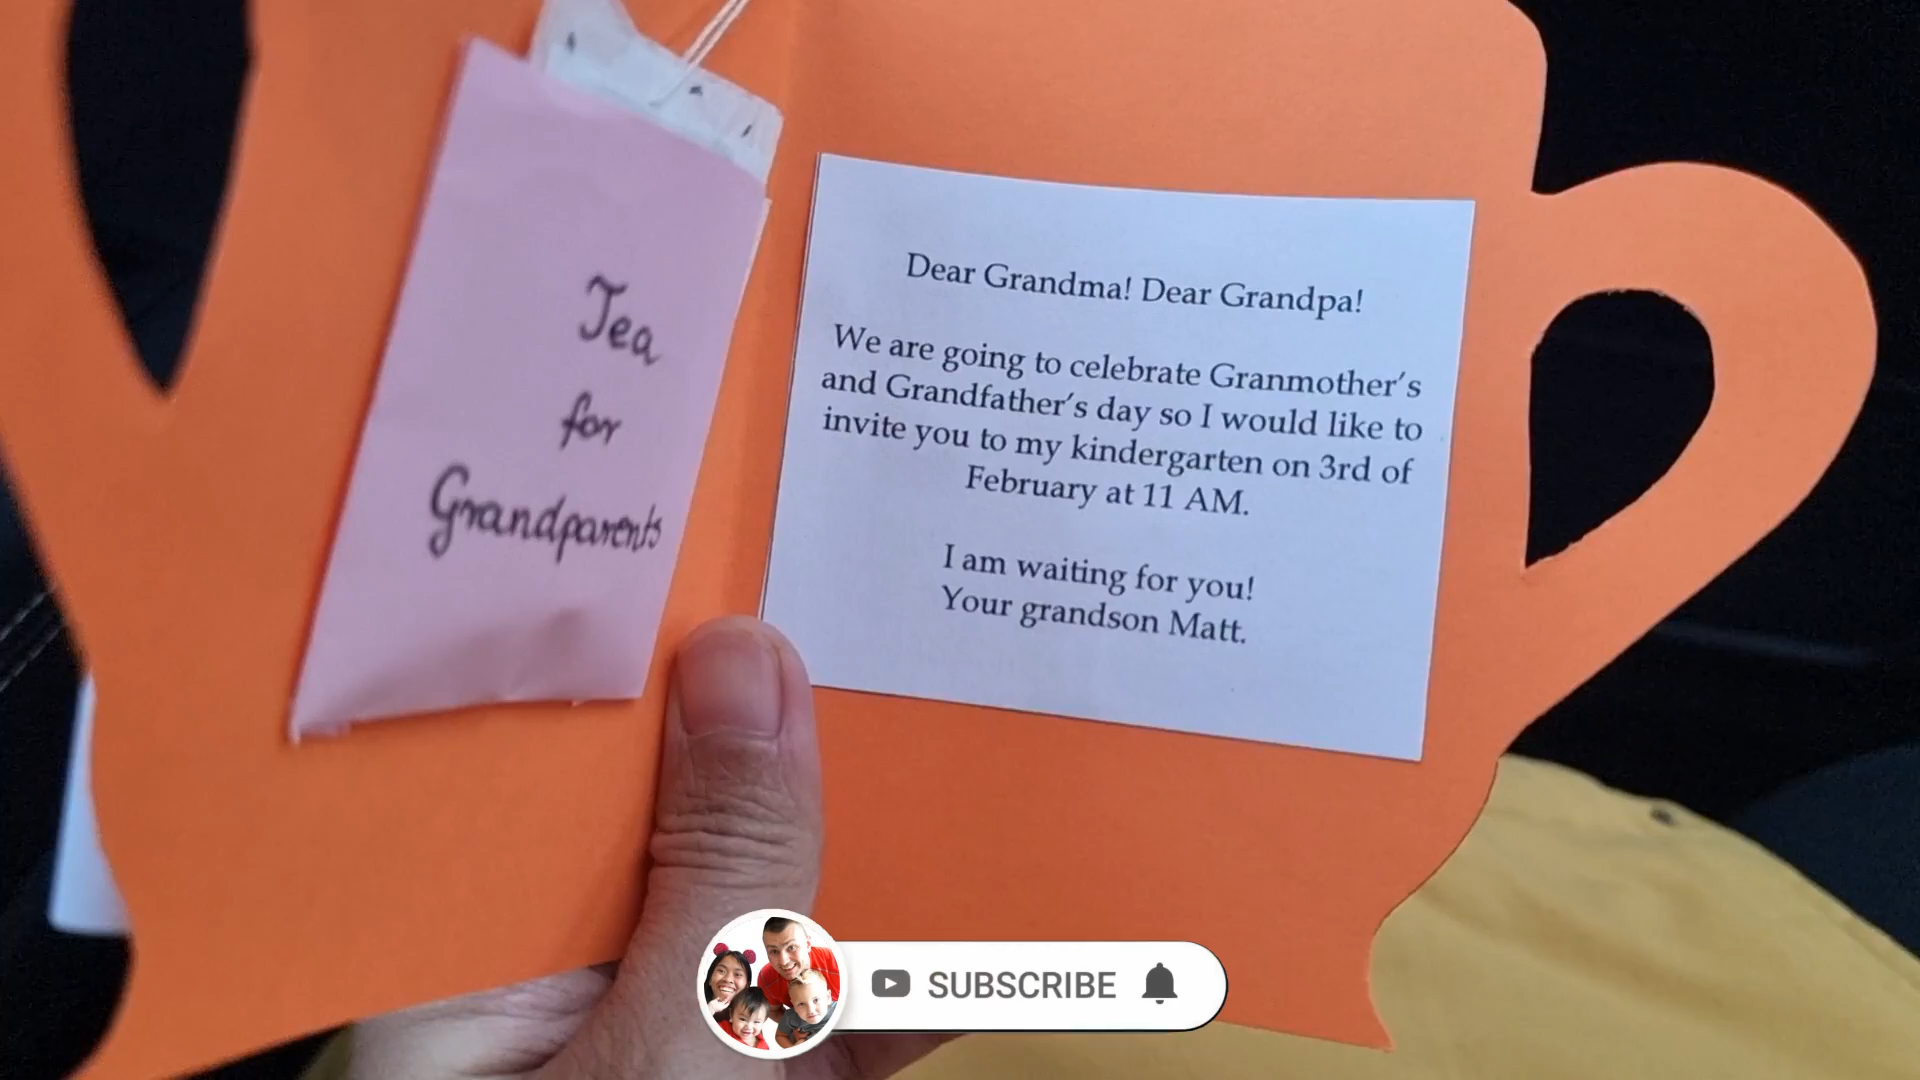 Tea
for
Grandparents
Dear Grandma! Dear Grandpa!
We are going to celebrate Granmother's
and Grandfather's day so I would like to
invite you to my kindergarten on 3rd of
February at 11 AM.
I am waiting for you!
Your grandson Matt.
SUBSCRIBE